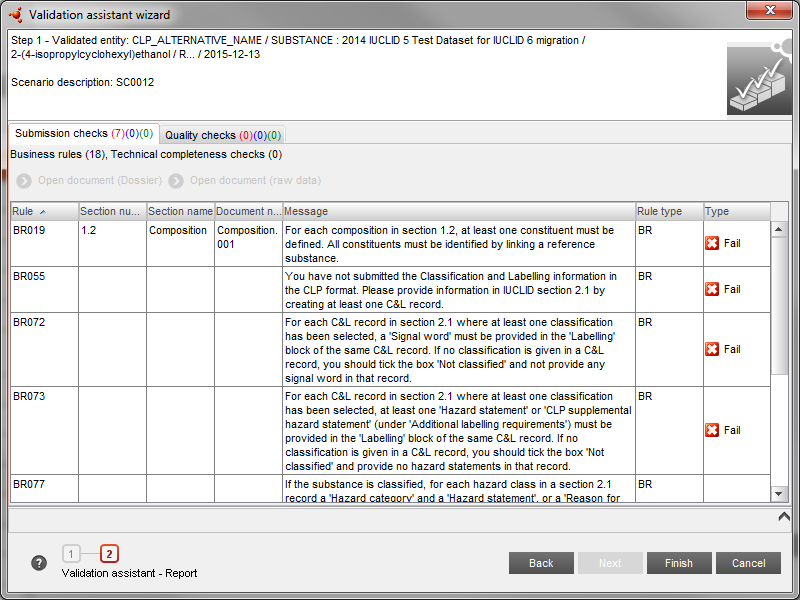 Validation assistant wizard
Step 1 - Validated entity: CLP_ALTERNATIVE_NAME / SUBSTANCE : 2014 IUCLID 5 Test Dataset for IUCLID 6 migration /
2-(4-isopropylcyclohexyl)ethanol / R... / 2015-12-13
Scenario description: SC0012
Submission checks (7)(0)(0) Quality checks (0)(0)(0)
Business rules (18), Technical completeness checks (0)
Open document (Dossier) Open document (raw data)
Rule Section nu... Section name Document n... Message Rule type Type
BR019 1.2 Composition Composition. For each composition in section 1.2, at least one constituent must be BR
001 defined. All constituents must be identified by linking a reference Fail
substance.
BR055 You have not submitted the Classification and Labelling information in BR
the CLP format. Please provide information in IUCLID section 2.1 by Fail
creating at least one C&L record.
BR072 For each C&L record in section 2.1 where at least one classification BR
has been selected, a 'Signal word' must be provided in the 'Labelling'
block of the same C&L record. If no classification is given in a C&L Fail
record, you should tick the box 'Not classified' and not provide any
signal word in that record.
BR073 For each C&L record in section 2.1 where at least one classification BR
has been selected, at least one 'Hazard statement' or 'CLP supplemental
hazard statement' (under 'Additional labelling requirements') must be
provided in the 'Labelling' block of the same C&L record. If no Fail
classification is given in a C&L record, you should tick the box 'Not
classified' and provide no hazard statements in that record.
BR077 If the substance is classified, for each hazard class in a section 2.1 BR
record a 'Hazard category' and a 'Hazard statement', or a 'Reason for
? 1 2
Validation assistant - Report
Back Next Finish Cancel